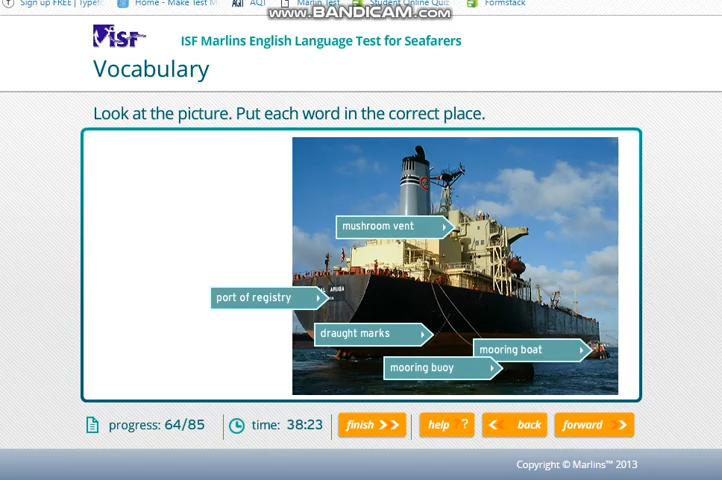 Sign up FREE | Typefo
Home - Make Test M
AQT
Marlin Test
Student Online Quiz
Formstack
www.BANDICAM.com
ISF
ISF Marlins English Language Test for Seafarers
Vocabulary
Look at the picture. Put each word in the correct place.
mushroom vent
port of registry
ARUBA
draught marks
mooring boat
mooring buoy
progress: 64/85
time: 38:23
finish
help ??
back
forward
Copyright © Marlins™ 2013